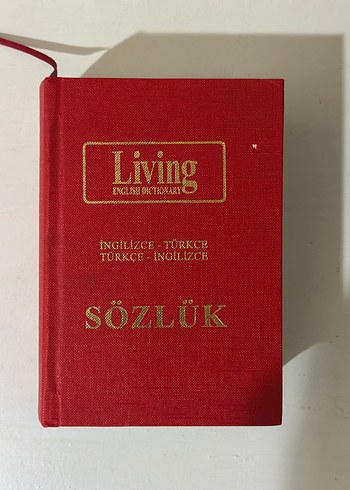 Living
ENGLISH DICTIONARY
İNGİLİZCE - TÜRKÇE
TÜRKÇE - İNGİLİZCE
SÖZLÜK